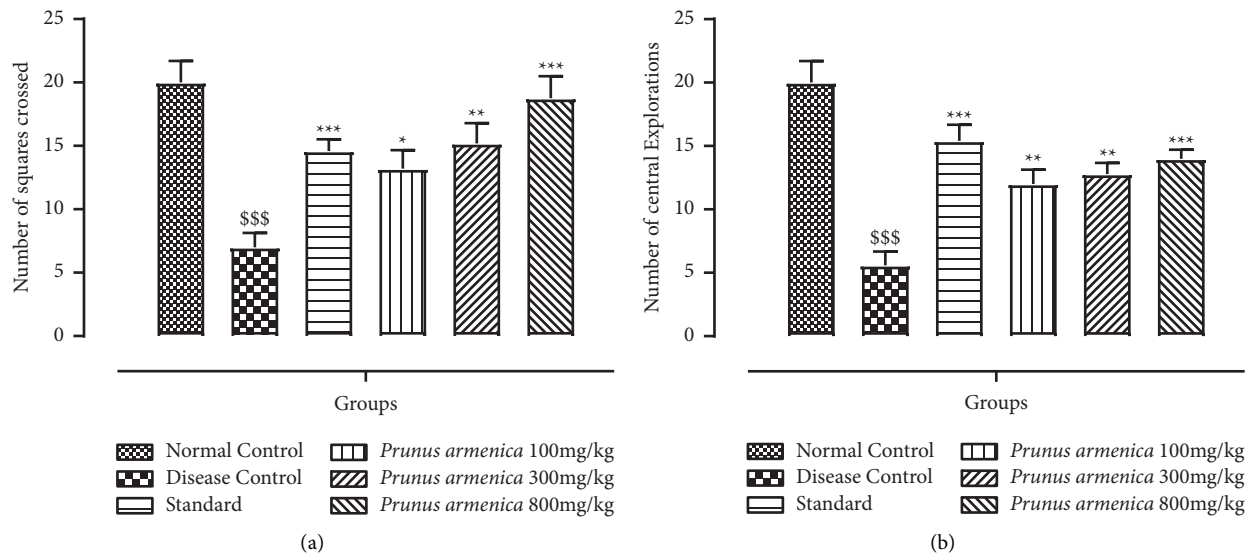 25
20
15
10
5
0
Number of squares crossed
$$$
***
*
**
***
Groups
Normal Control
Disease Control
Standard
Prunus armenica 100mg/kg
Prunus armenica 300mg/kg
Prunus armenica 800mg/kg
(a)
25
20
15
10
5
0
Number of central Explorations
$$$
***
**
**
***
Groups
Normal Control
Disease Control
Standard
Prunus armenica 100mg/kg
Prunus armenica 300mg/kg
Prunus armenica 800mg/kg
(b)